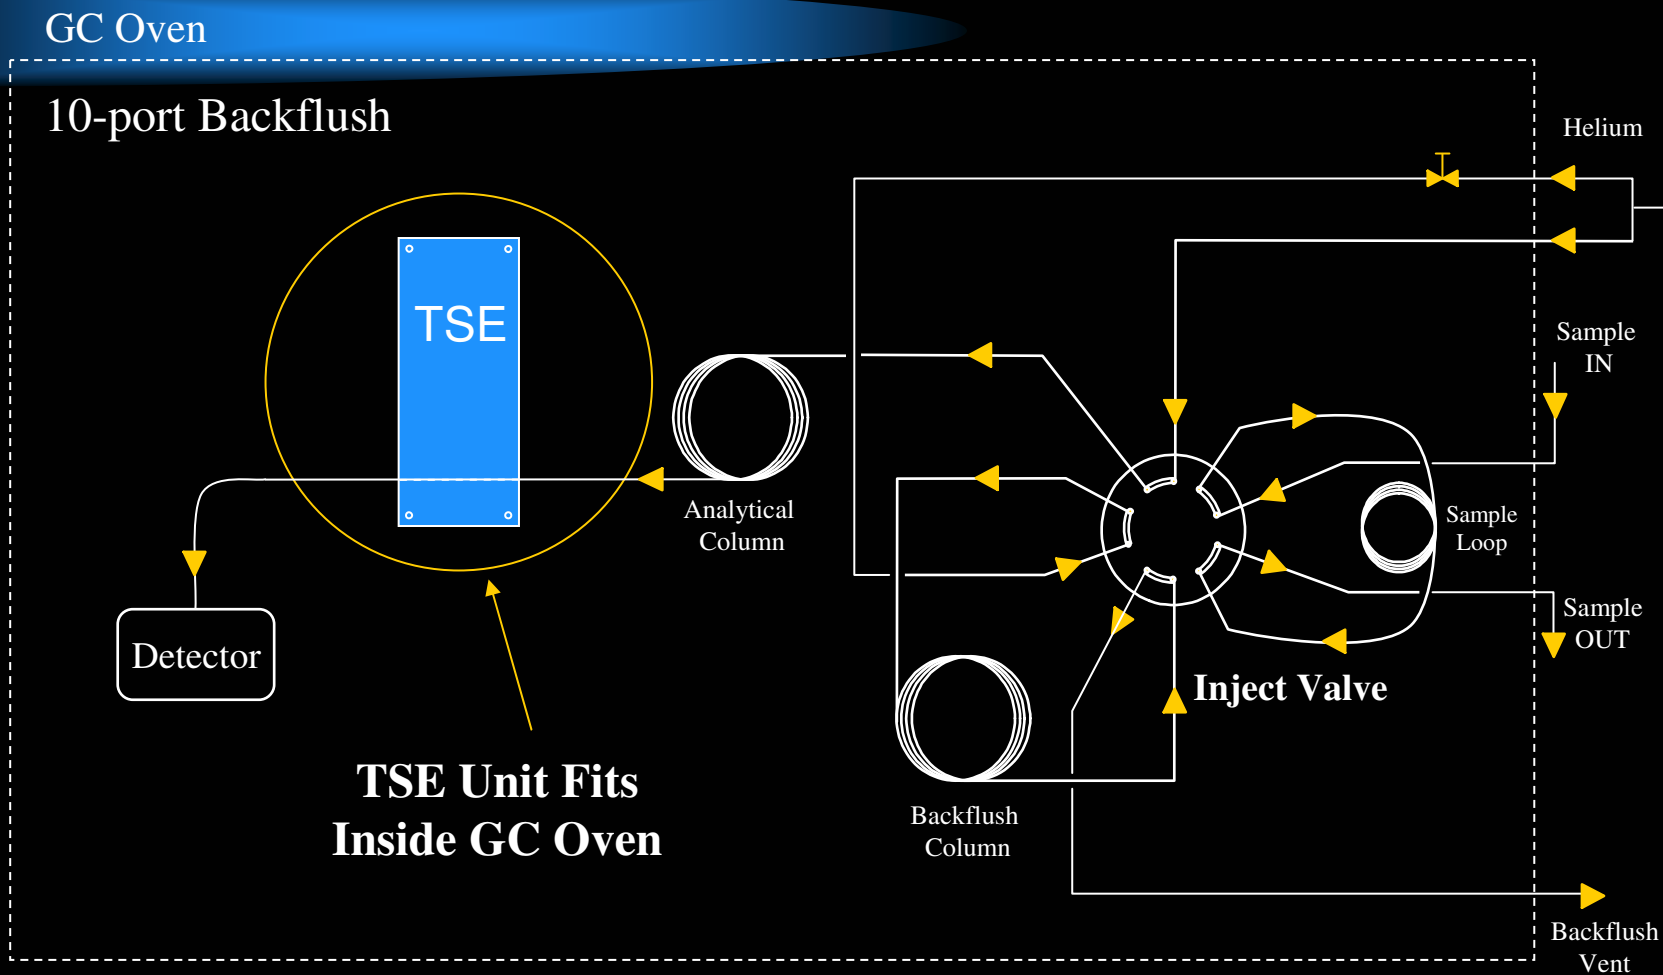 GC Oven
10-port Backflush
Helium
TSE
Sample
IN
Analytical
Column
Sample
Loop
Sample
OUT
Detector
Inject Valve
TSE Unit Fits
Inside GC Oven
Backflush
Column
Backflush
Vent